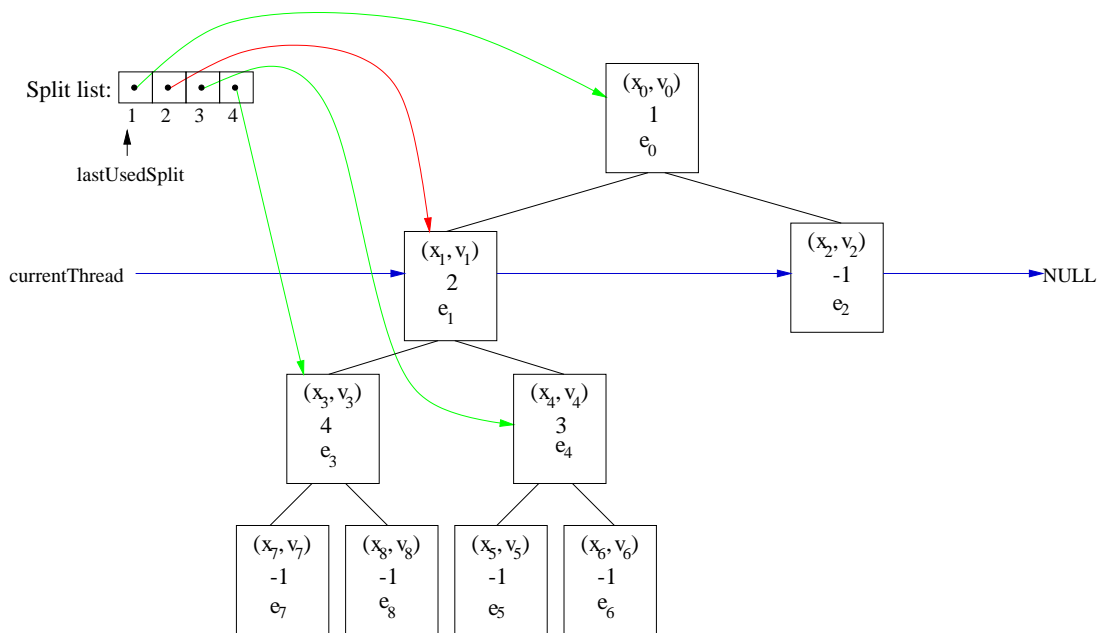 Split list:
1 2 3 4
lastUsedSplit
(x0, v0)
1
e0
currentThread
(x1, v1)
2
e1
(x2, v2)
-1
e2
NULL
(x3, v3)
4
e3
(x4, v4)
3
e4
(x7, v7)
-1
e7
(x8, v8)
-1
e8
(x5, v5)
-1
e5
(x6, v6)
-1
e6